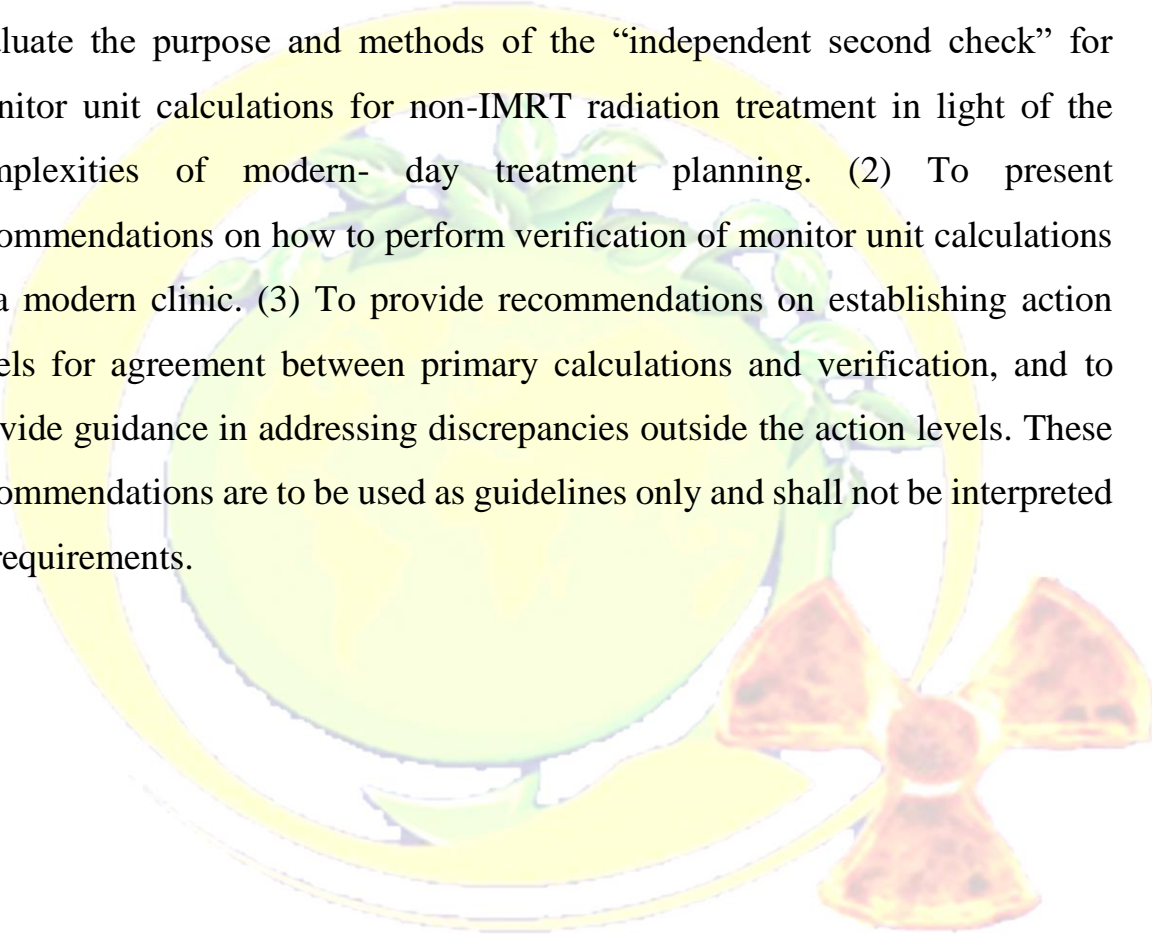 luate the purpose and methods of the “independent second check” for
nitor unit calculations for non-IMRT radiation treatment in light of the
mplexities of modern- day treatment planning. (2) To present
ommendations on how to perform verification of monitor unit calculations
a modern clinic. (3) To provide recommendations on establishing action
els for agreement between primary calculations and verification, and to
vide guidance in addressing discrepancies outside the action levels. These
ommendations are to be used as guidelines only and shall not be interpreted
requirements.